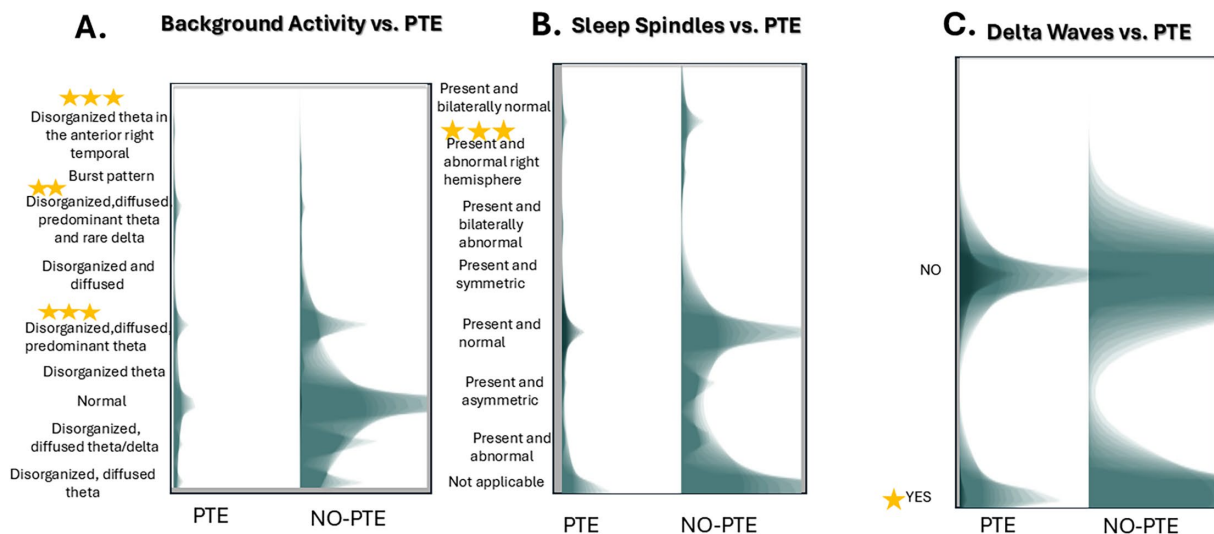 A.
Background Activity vs. PTE
Disorganized theta in
the anterior right
temporal
Burst pattern
Disorganized,diffused,
predominant theta
and rare delta
Disorganized and
diffused
Disorganized,diffused,
predominant theta
Disorganized theta
Normal
Disorganized,
diffused theta/delta
Disorganized, diffused
theta
PTE
NO-PTE
B.
Sleep Spindles vs. PTE
Present and
bilaterally normal
Present and
abnormal right
hemisphere
Present and
bilaterally
abnormal
Present and
symmetric
Present and
normal
Present and
asymmetric
Present and
abnormal
Not applicable
PTE
NO-PTE
C.
Delta Waves vs. PTE
NO
YES
PTE
NO-PTE